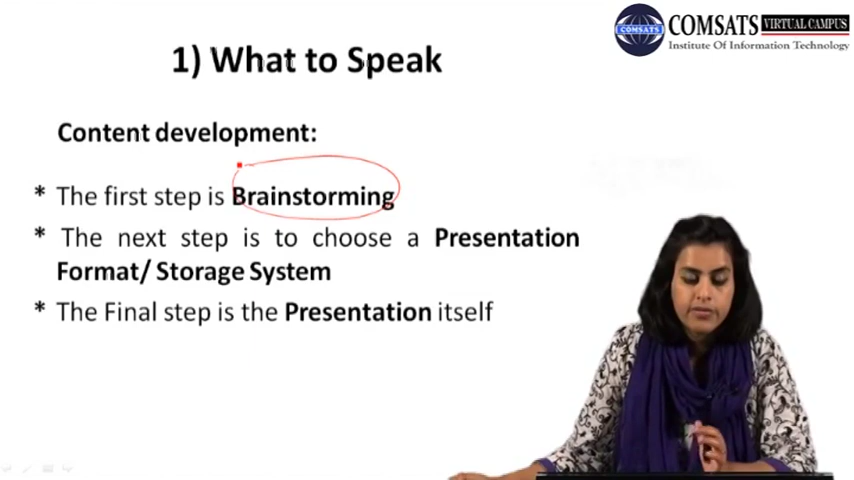 COMSATS VIRTUAL CAMPUS
Institute Of Information Technology
COMSATS
1) What to Speak
Content development:
* The first step is Brainstorming
* The next step is to choose a Presentation
Format/ Storage System
* The Final step is the Presentation itself